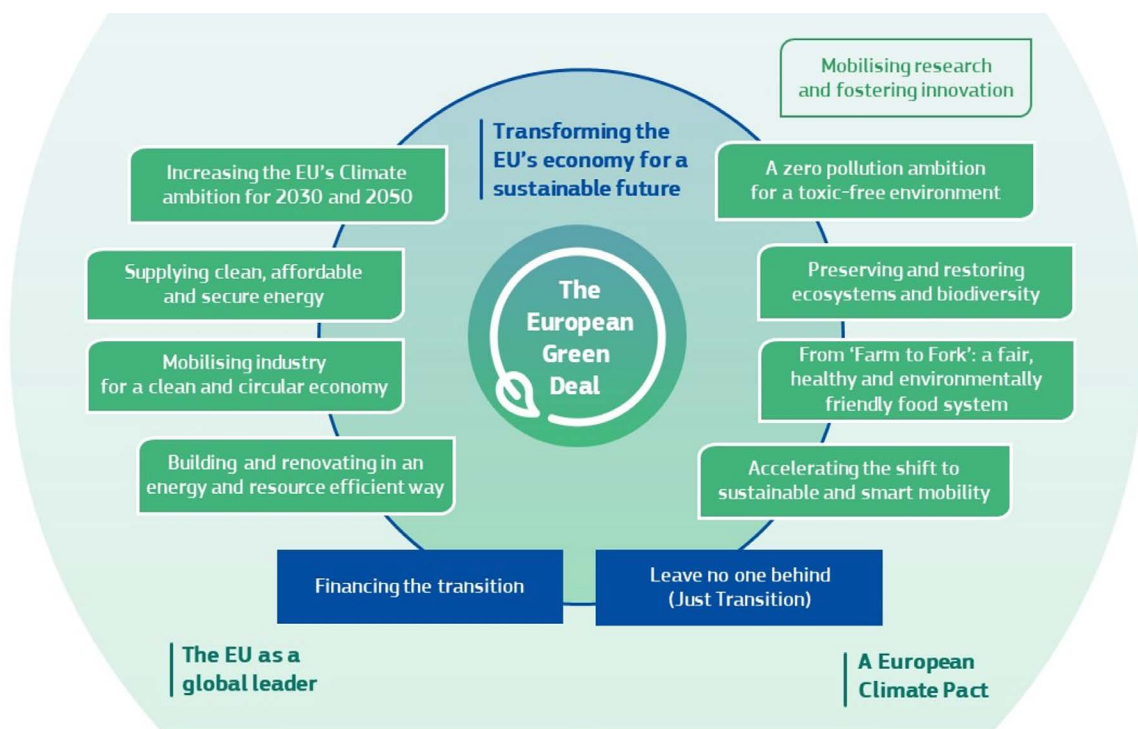 Mobilising research
and fostering innovation
Transforming the
EU's economy for a
sustainable future
Increasing the EU's Climate
ambition for 2030 and 2050
A zero pollution ambition
for a toxic-free environment
Supplying clean, affordable
and secure energy
Preserving and restoring
ecosystems and biodiversity
The
European
Green
Deal
Mobilising industry
for a clean and circular economy
From ‘Farm to Fork’: a fair,
healthy and environmentally
friendly food system
Building and renovating in an
energy and resource efficient way
Accelerating the shift to
sustainable and smart mobility
Financing the transition
Leave no one behind
(Just Transition)
The EU as a
global leader
A European
Climate Pact